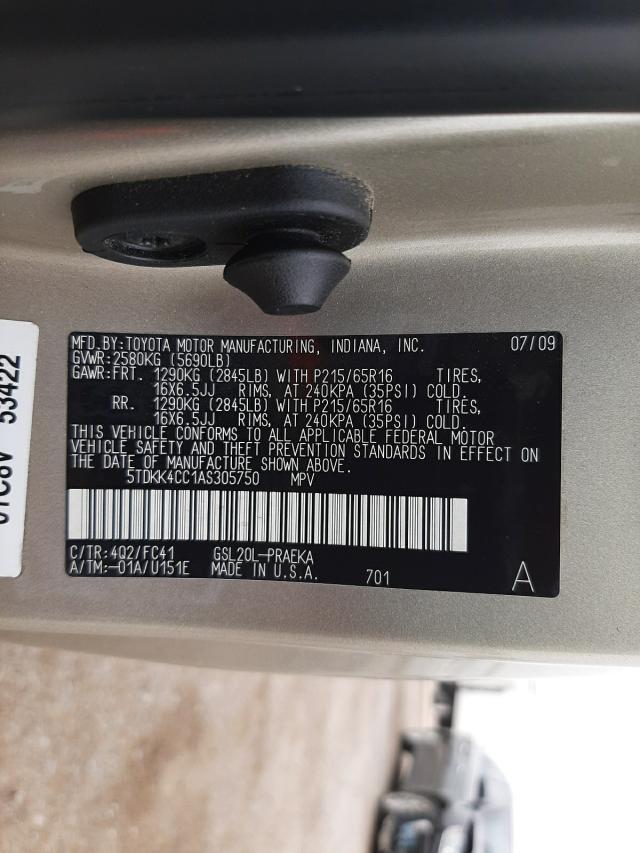 MFD.BY:TOYOTA MOTOR MANUFACTURING, INDIANA, INC. 07/09
GVWR:2580KG (5690LB)
GAWR:FRT. 1290KG (2845LB) WITH P215/65R16 TIRES,
16X6.5JJ RIMS, AT 240KPA (35PSI) COLD.
RR. 1290KG (2845LB) WITH P215/65R16 TIRES,
16X6.5JJ RIMS, AT 240KPA (35PSI) COLD.
THIS VEHICLE CONFORMS TO ALL APPLICABLE FEDERAL MOTOR
VEHICLE SAFETY AND THEFT PREVENTION STANDARDS IN EFFECT ON
THE DATE OF MANUFACTURE SHOWN ABOVE.
5TDKK4CC1AS305750 MPV
C/TR:4Q2/FC41 GSL20L-PRAEKA
A/TM:-01A/U151E MADE IN U.S.A. 701 A
53422